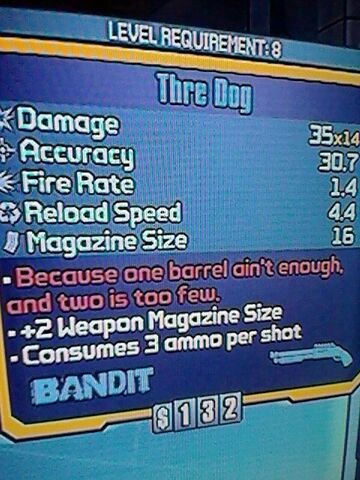 LEVEL REQUIREMENT: 8
Thre Dog
Damage 35x14
Accuracy 30.7
Fire Rate 1.4
Reload Speed 4.4
Magazine Size 16
• Because one barrel ain't enough,
and two is too few.
• +2 Weapon Magazine Size
• Consumes 3 ammo per shot
BANDIT
$132